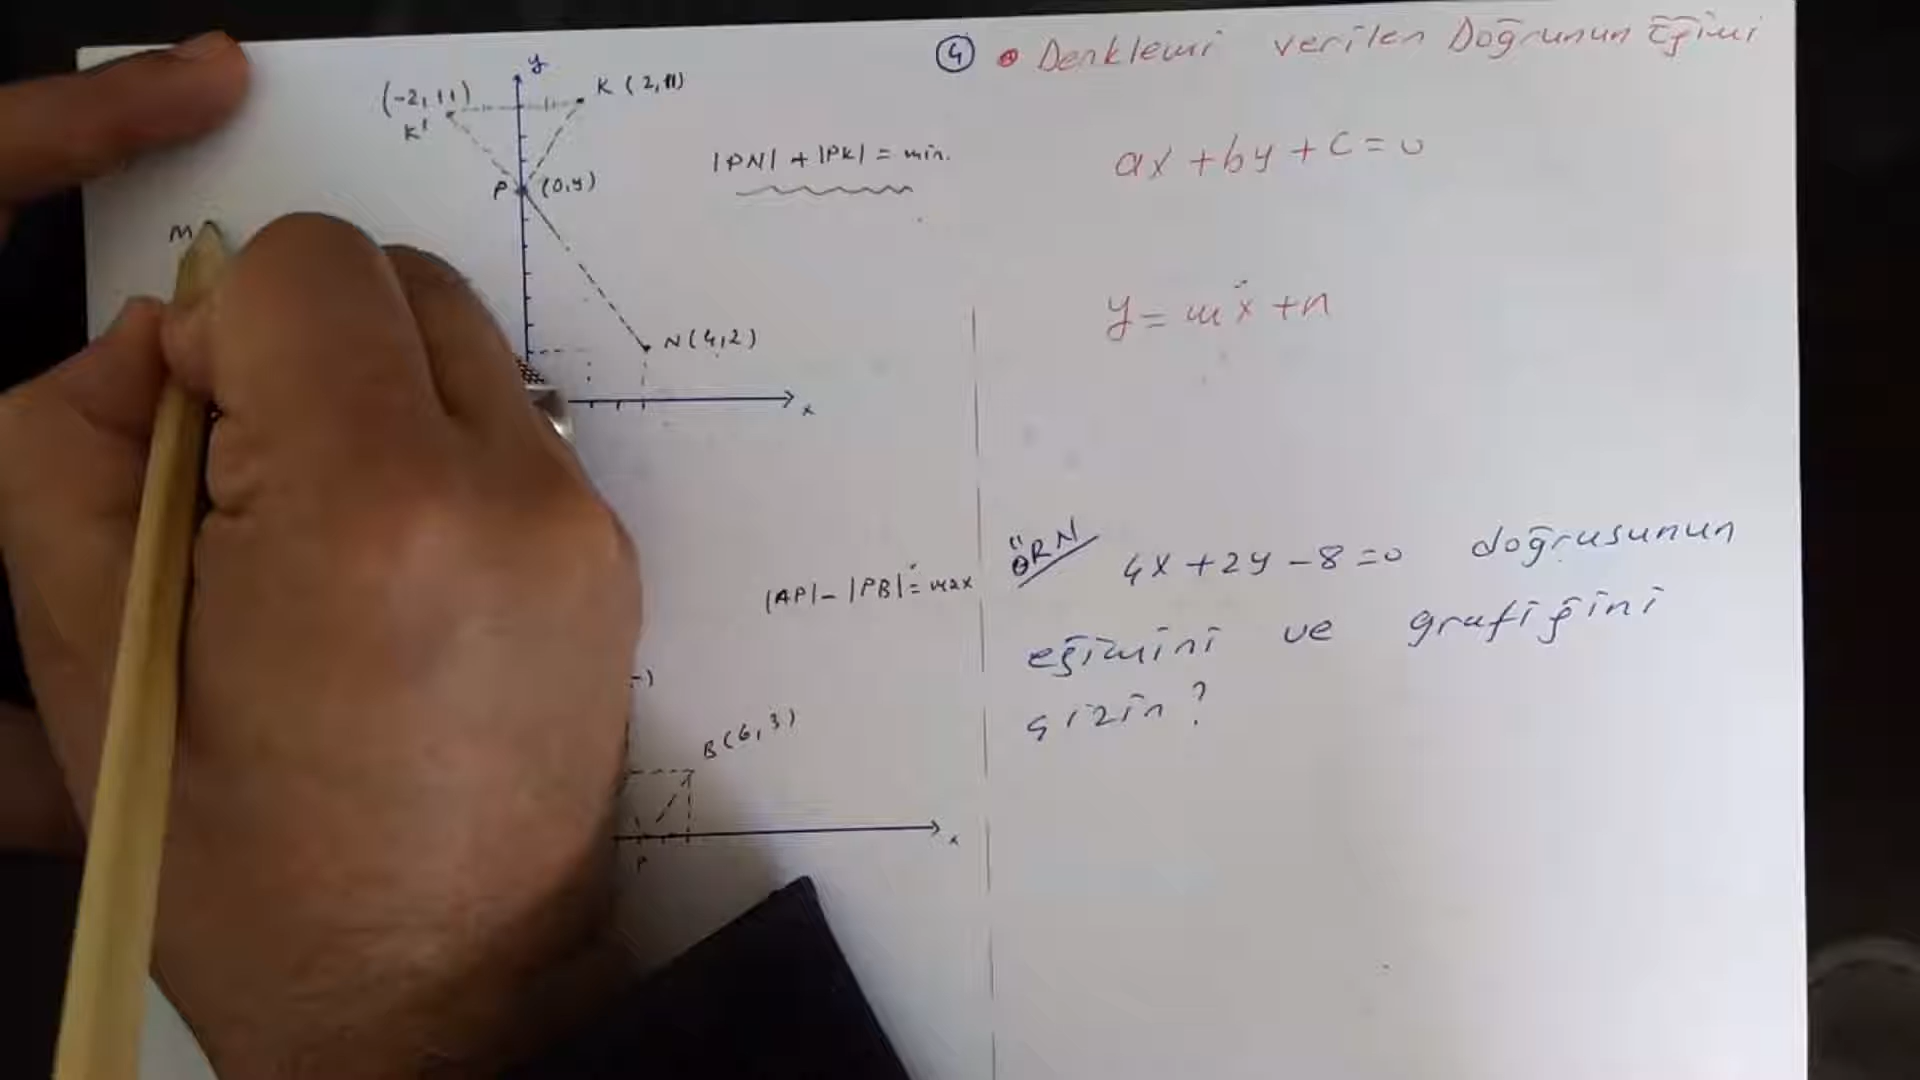 y
(-2,11)
K (2,11)
K'
|PN| + |PK| = min.
P (0,y)
M
N(4,2)
x
|AP| - |PB| = max
B(6,3)
x
P
④ • Denklemi verilen Doğrunun Eğimi
ax + by + c = 0
y = mx + n
ÖRN 4x + 2y - 8 = 0 doğrusunun
eğimini ve grafiğini
çizin?